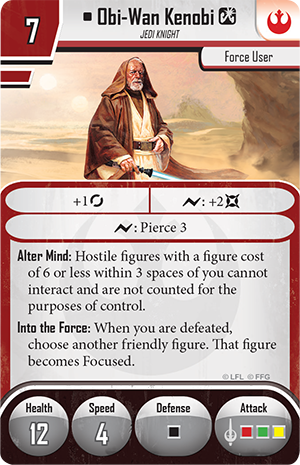 7
Obi-Wan Kenobi
JEDI KNIGHT
Force User
+1
: +2
: Pierce 3
Alter Mind: Hostile figures with a figure cost
of 6 or less within 3 spaces of you cannot
interact and are not counted for the
purposes of control.
Into the Force: When you are defeated,
choose another friendly figure. That figure
becomes Focused.
© LFL © FFG
Health
12
Speed
4
Defense
Attack